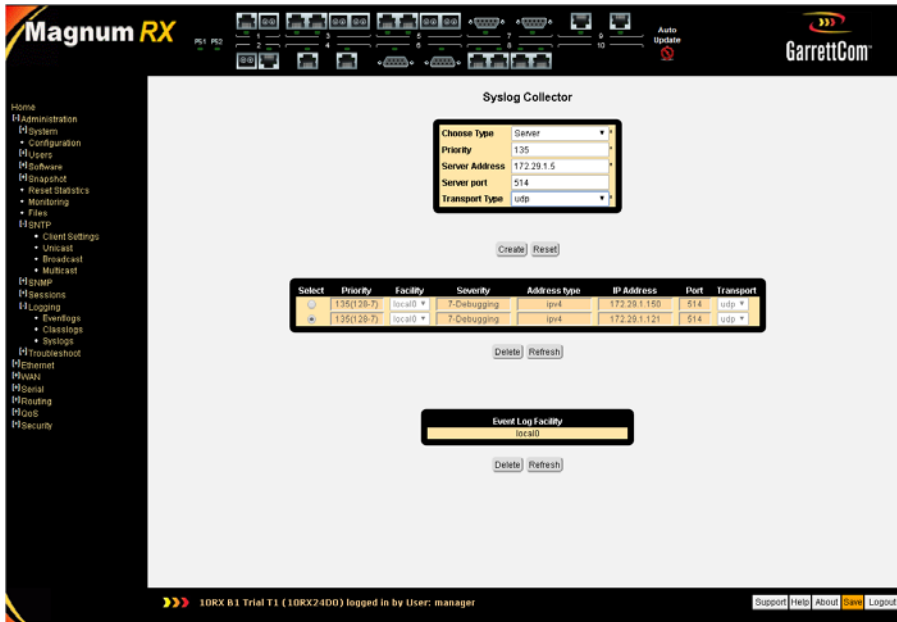 Magnum RX
PS1 PS2
1 3 5 7 9
2 4 6 8 10
Auto
Update
GarrettCom
Syslog Collector
Home
Administration
System
Configuration
Users
Software
Snapshot
Reset Statistics
Monitoring
Files
SNTP
Client Settings
Unicast
Broadcast
Multicast
SNMP
Sessions
Logging
Eventlogs
Classlogs
Syslogs
Troubleshoot
Ethernet
WAN
Serial
Routing
QoS
Security
Choose Type Server *
Priority 135 *
Server Address 172.29.1.5 *
Server port 514
Transport Type udp *
Create Reset
Select Priority Facility Severity Address type IP Address Port Transport
135(128-7) local0 7-Debugging ipv4 172.29.1.150 514 udp
135(128-7) local0 7-Debugging ipv4 172.29.1.121 514 udp
Delete Refresh
Event Log Facility
local0
Delete Refresh
10RX B1 Trial T1 (10RX24D0) logged in by User: manager
Support Help About Save Logout